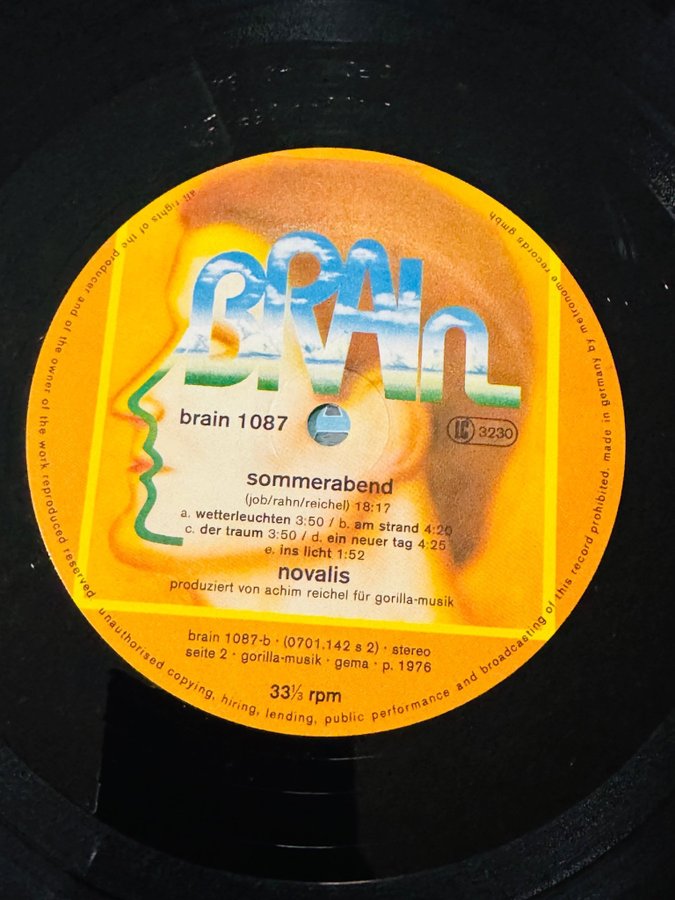 BRAIN
brain 1087
LC 3230
sommerabend
(job/rahn/reichel) 18:17
a. wetterleuchten 3:50 / b. am strand 4:20
c. der traum 3:50 / d. ein neuer tag 4:25
e. ins licht 1:52
novalis
produziert von achim reichel für gorilla-musik
brain 1087-b · (0701.142 s 2) · stereo
seite 2 · gorilla-musik · gema · p. 1976
33⅓ rpm
all rights of the producer and of the owner of the work reproduced reserved. unauthorised copying, hiring, lending, public performance and broadcasting of this record prohibited. made in germany by metronome records gmbh